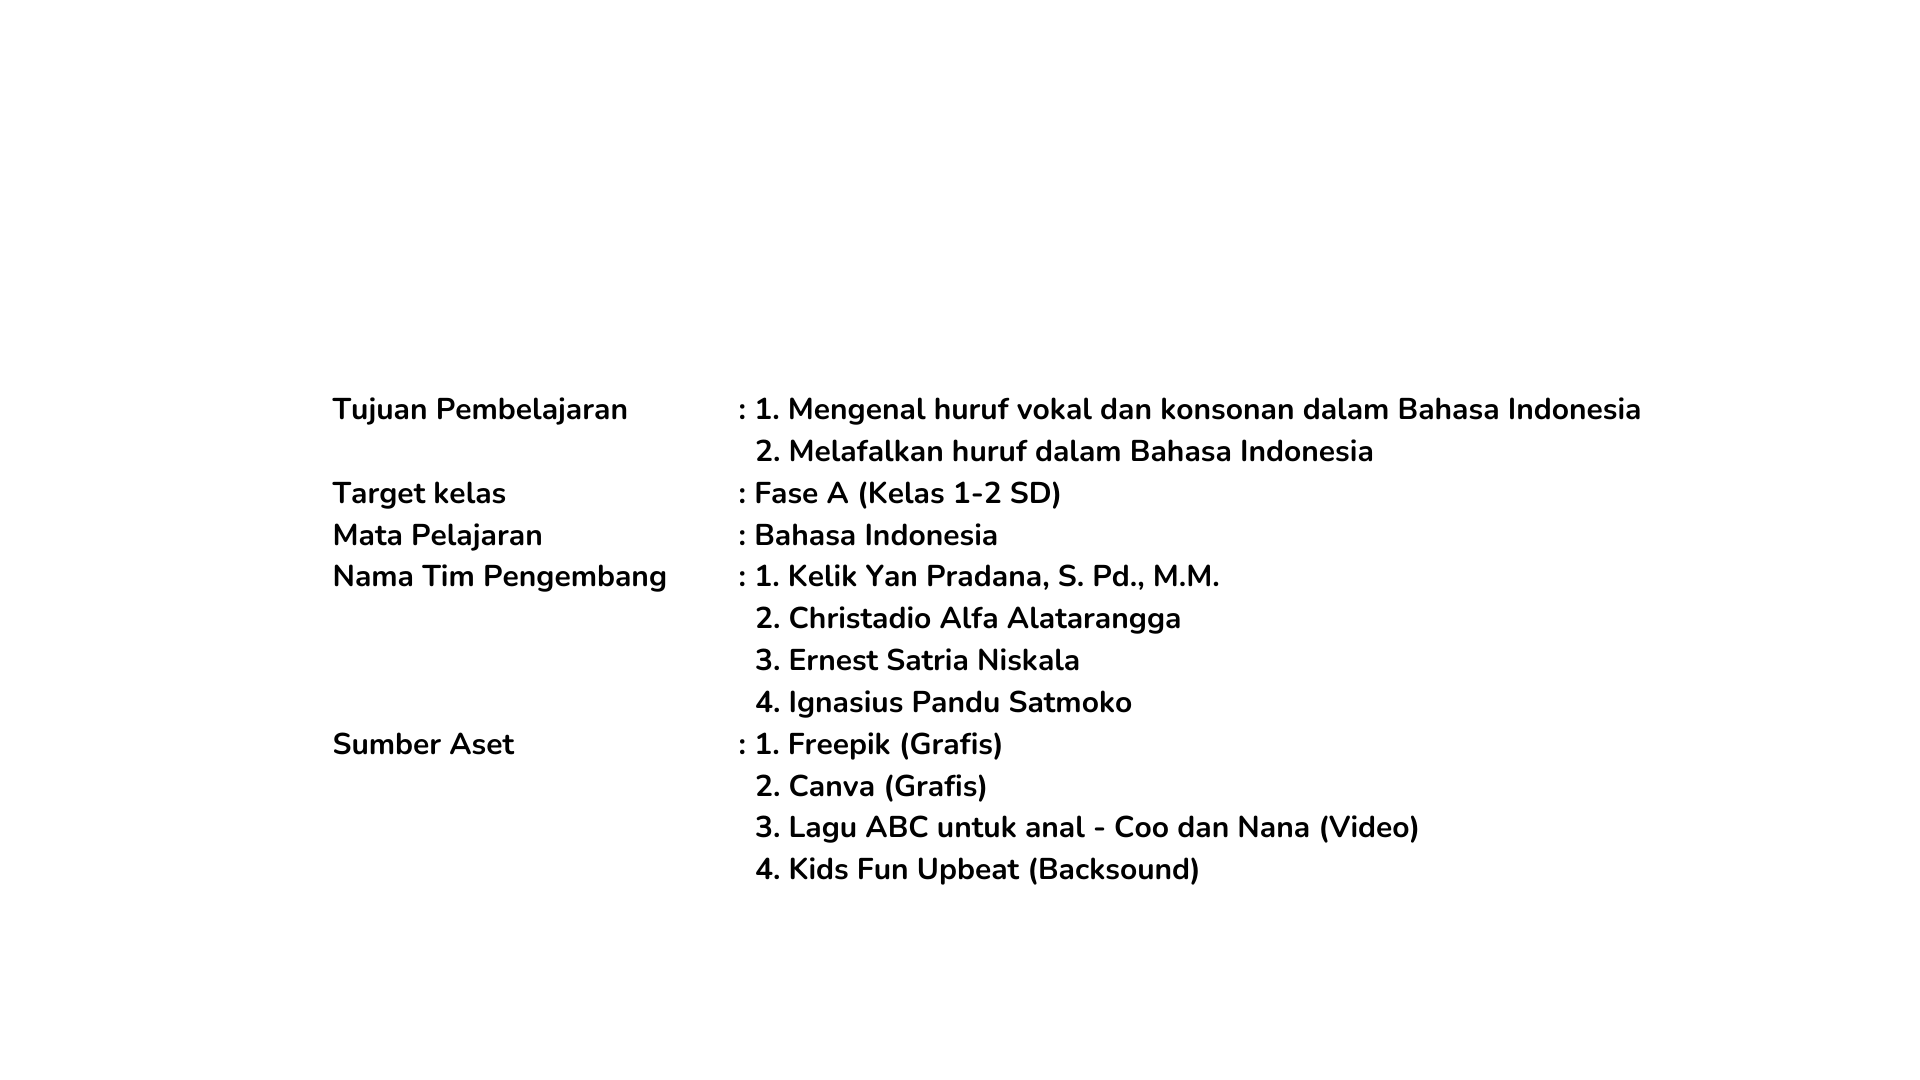 Tujuan Pembelajaran : 1. Mengenal huruf vokal dan konsonan dalam Bahasa Indonesia
2. Melafalkan huruf dalam Bahasa Indonesia
Target kelas : Fase A (Kelas 1-2 SD)
Mata Pelajaran : Bahasa Indonesia
Nama Tim Pengembang : 1. Kelik Yan Pradana, S. Pd., M.M.
2. Christadio Alfa Alatarangga
3. Ernest Satria Niskala
4. Ignasius Pandu Satmoko
Sumber Aset : 1. Freepik (Grafis)
2. Canva (Grafis)
3. Lagu ABC untuk anal - Coo dan Nana (Video)
4. Kids Fun Upbeat (Backsound)